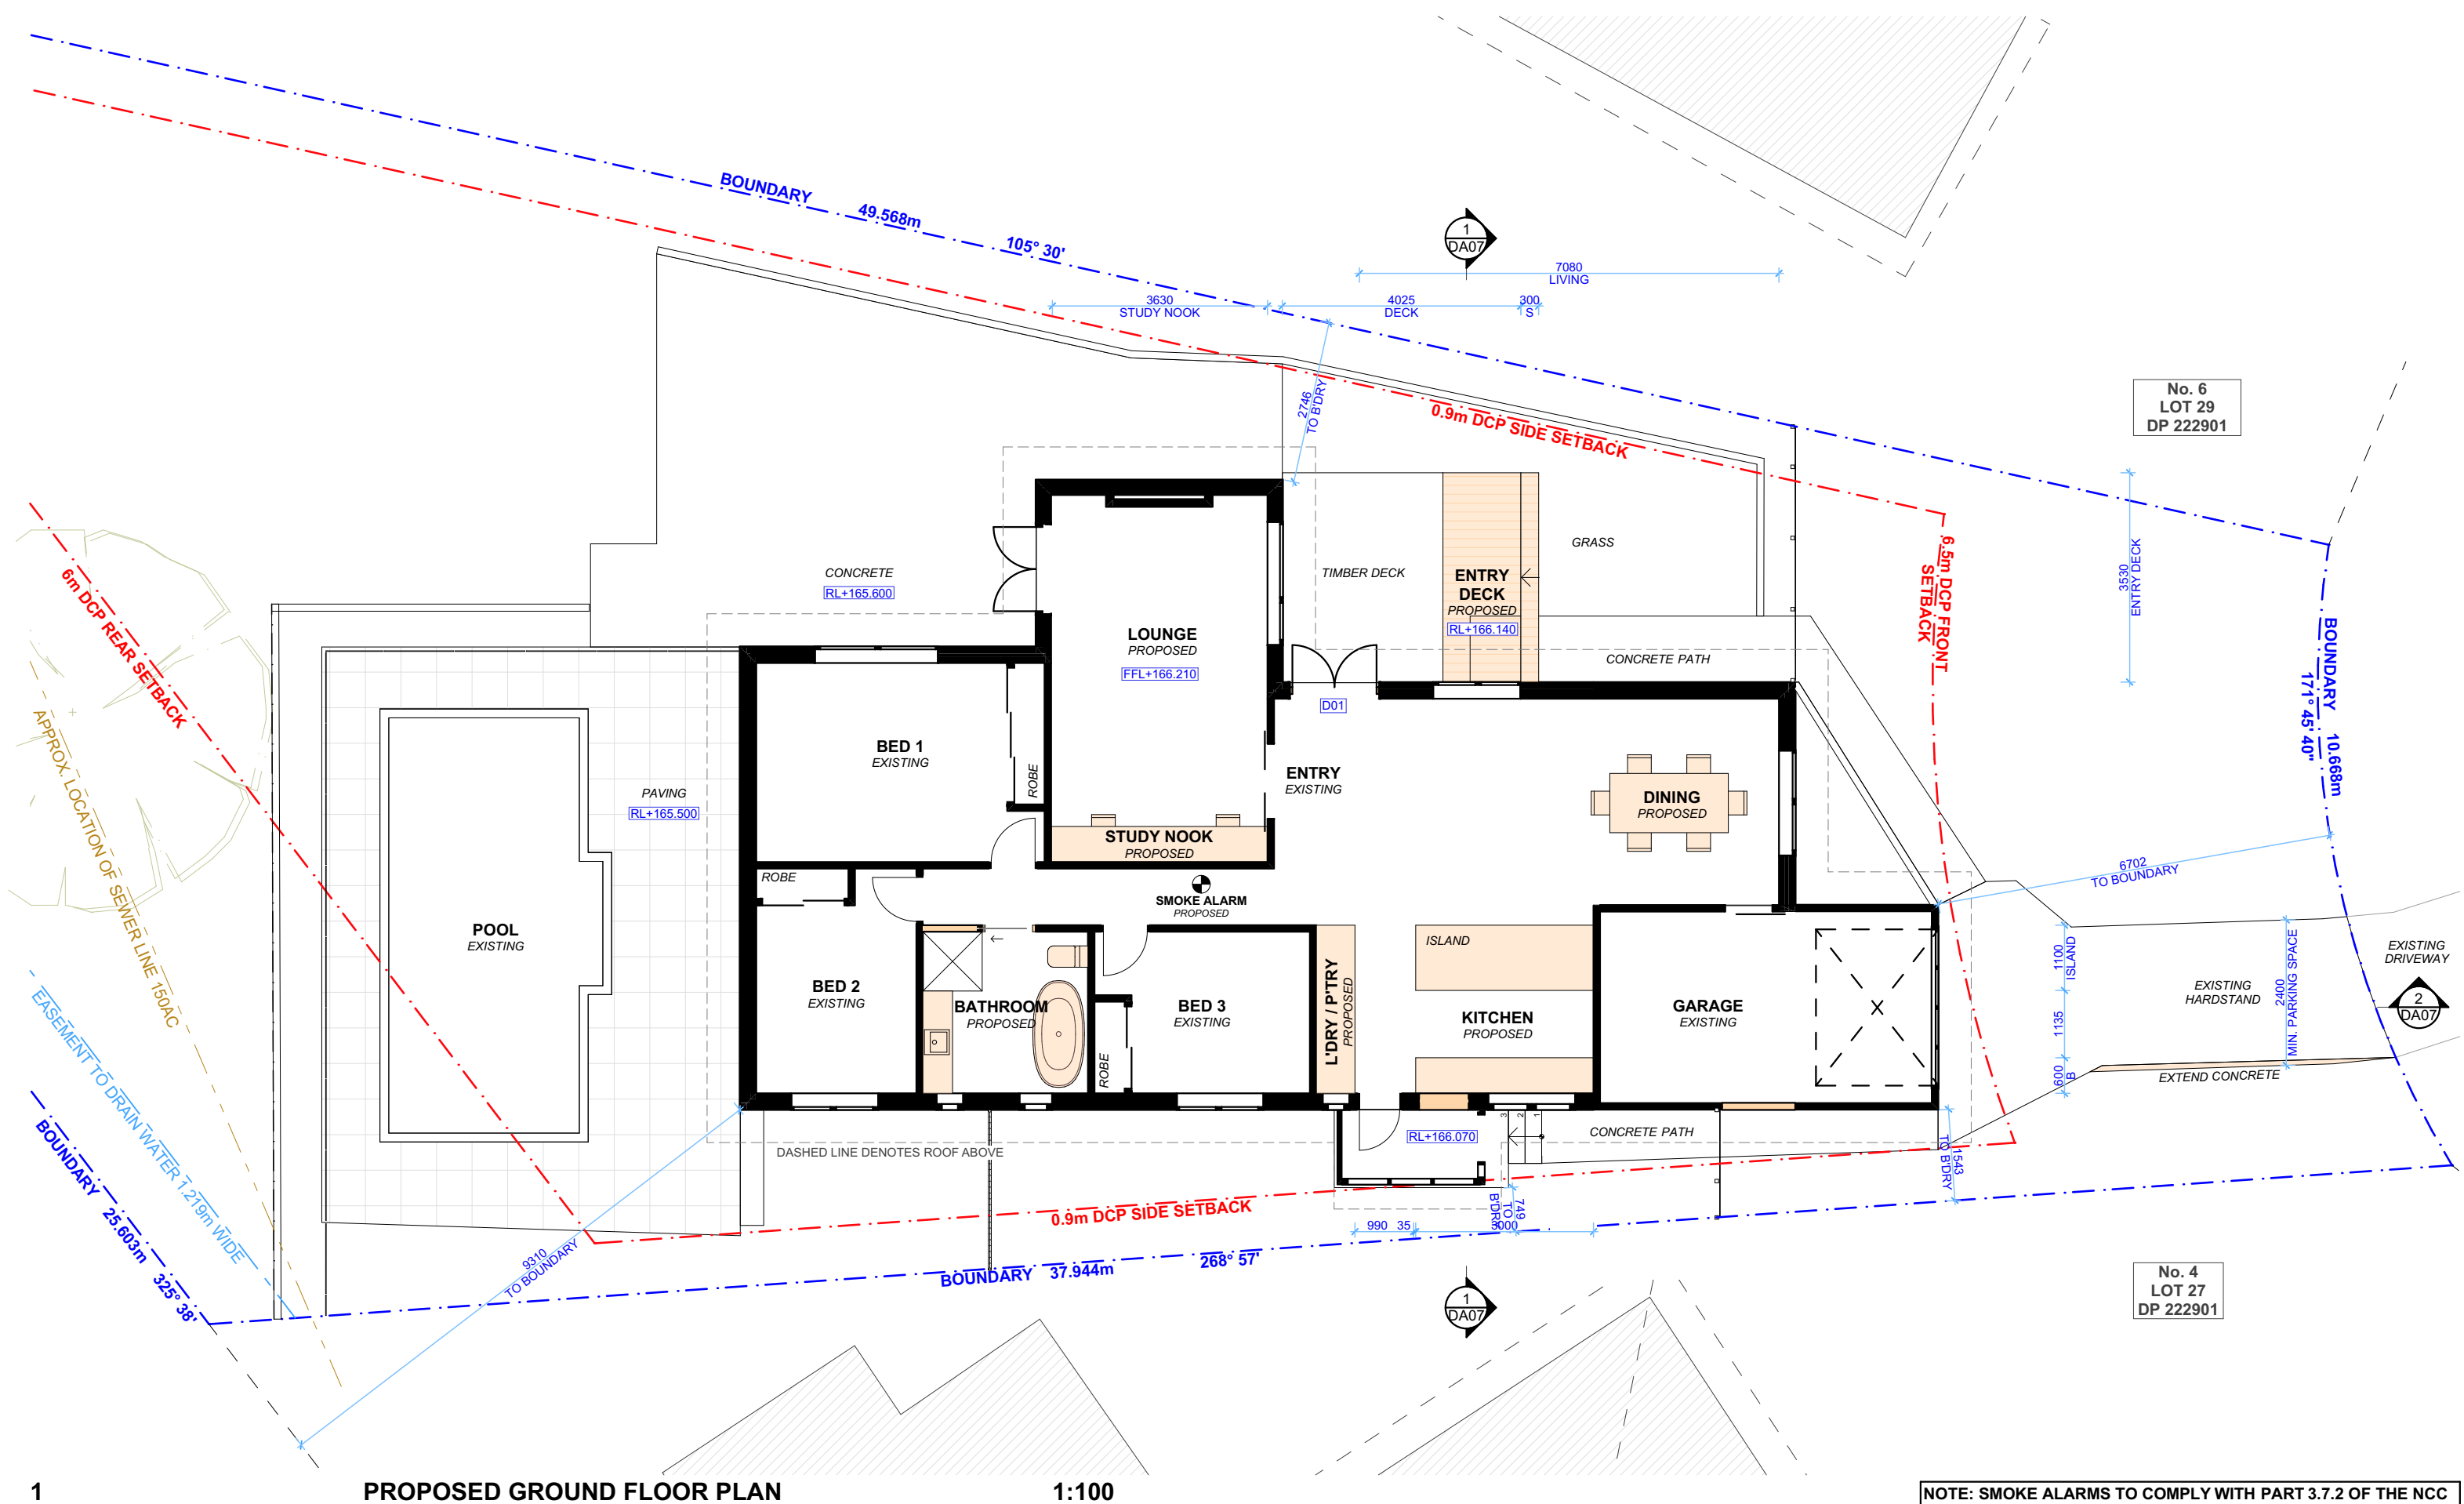 BOUNDARY 49.568m 105° 30'
1
DA07
7080
LIVING
3630
STUDY NOOK
4025
DECK
300
S
2746
TO B'DRY
0.9m DCP SIDE SETBACK
No. 6
LOT 29
DP 222901
6m DCP REAR SETBACK
6.5m DCP FRONT
SETBACK
3530
ENTRY DECK
BOUNDARY 10.668m
171° 45' 40"
GRASS
TIMBER DECK
ENTRY
DECK
PROPOSED
RL+166.140
CONCRETE
RL+165.600
LOUNGE
PROPOSED
FFL+166.210
CONCRETE PATH
D01
BED 1
EXISTING
ROBE
ENTRY
EXISTING
DINING
PROPOSED
PAVING
RL+165.500
STUDY NOOK
PROPOSED
APPROX. LOCATION OF SEWER LINE 150AC
6702
TO BOUNDARY
ROBE
SMOKE ALARM
PROPOSED
POOL
EXISTING
ISLAND
EXISTING
DRIVEWAY
1100
ISLAND
2400
MIN. PARKING SPACE
EXISTING
HARDSTAND
2
DA07
BED 2
EXISTING
BATHROOM
PROPOSED
BED 3
EXISTING
ROBE
L'DRY / P'TRY
PROPOSED
KITCHEN
PROPOSED
GARAGE
EXISTING
1135
600
B
EXTEND CONCRETE
EASEMENT TO DRAIN WATER 1.219m WIDE
3
2
1
RL+166.070
CONCRETE PATH
DASHED LINE DENOTES ROOF ABOVE
1543
TO B'DRY
BOUNDARY 25.603m 325° 38'
0.9m DCP SIDE SETBACK
749
TO
B'DRY
990
35
3000
9310
TO BOUNDARY
BOUNDARY 37.944m 268° 57'
1
DA07
No. 4
LOT 27
DP 222901
1 PROPOSED GROUND FLOOR PLAN 1:100
NOTE: SMOKE ALARMS TO COMPLY WITH PART 3.7.2 OF THE NCC